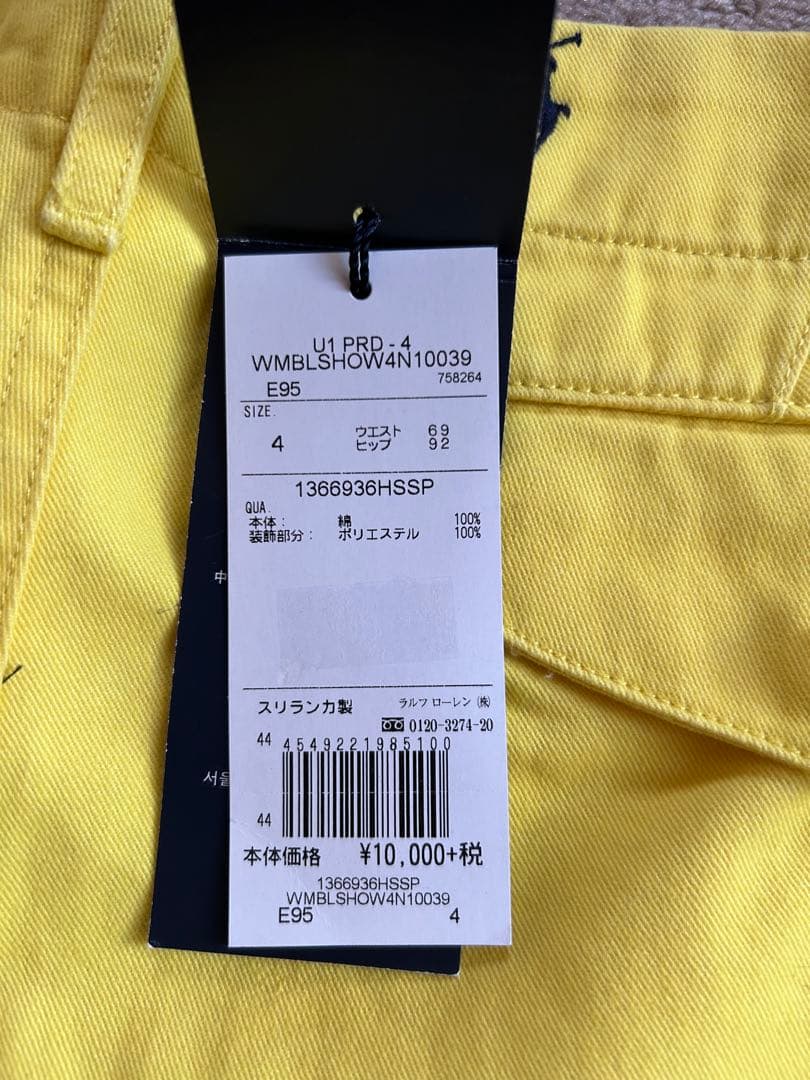 U1 PRD - 4
WMBLSHOW4N10039
E95 758264
SIZE.
4 ウエスト 69
ヒップ 92
1366936HSSP
QUA.
本体： 綿 100%
装飾部分： ポリエステル 100%
中
スリランカ製 ラルフ ローレン ㈱
0120-3274-20
서울
44 4549221985100
44
本体価格 ¥10,000+税
1366936HSSP
WMBLSHOW4N10039
E95 4